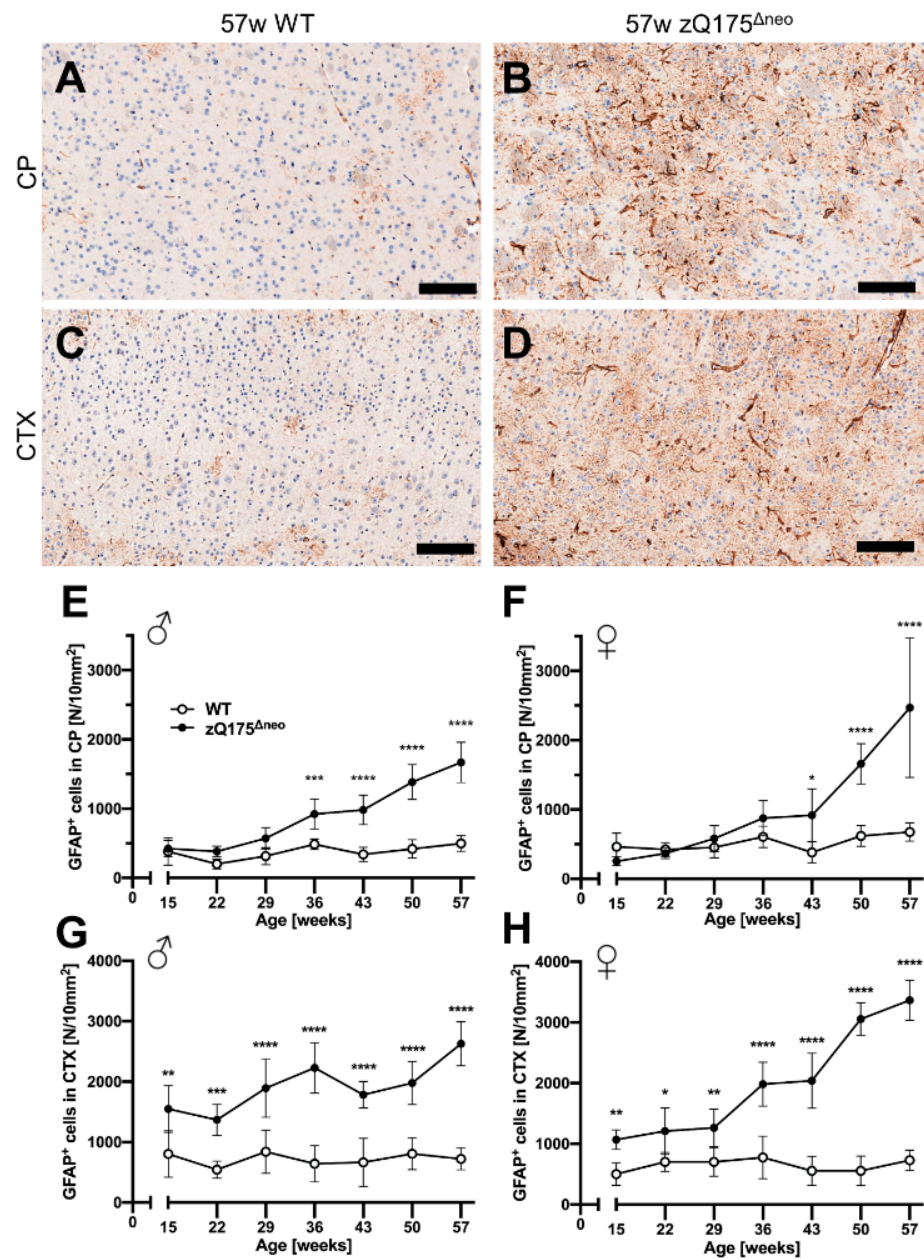 57w WT
57w zQ175Δneo
A
B
CP
C
D
CTX
E
♂
GFAP+ cells in CP [N/10mm2]
3000
2000
1000
0
0
WT
zQ175Δneo
***
****
****
****
15 22 29 36 43 50 57
Age [weeks]
F
♀
GFAP+ cells in CP [N/10mm2]
3000
2000
1000
0
0
*
****
****
15 22 29 36 43 50 57
Age [weeks]
G
♂
GFAP+ cells in CTX [N/10mm2]
4000
3000
2000
1000
0
0
**
***
****
****
****
****
****
15 22 29 36 43 50 57
Age [weeks]
H
♀
GFAP+ cells in CTX [N/10mm2]
4000
3000
2000
1000
0
0
**
*
**
****
****
****
****
15 22 29 36 43 50 57
Age [weeks]